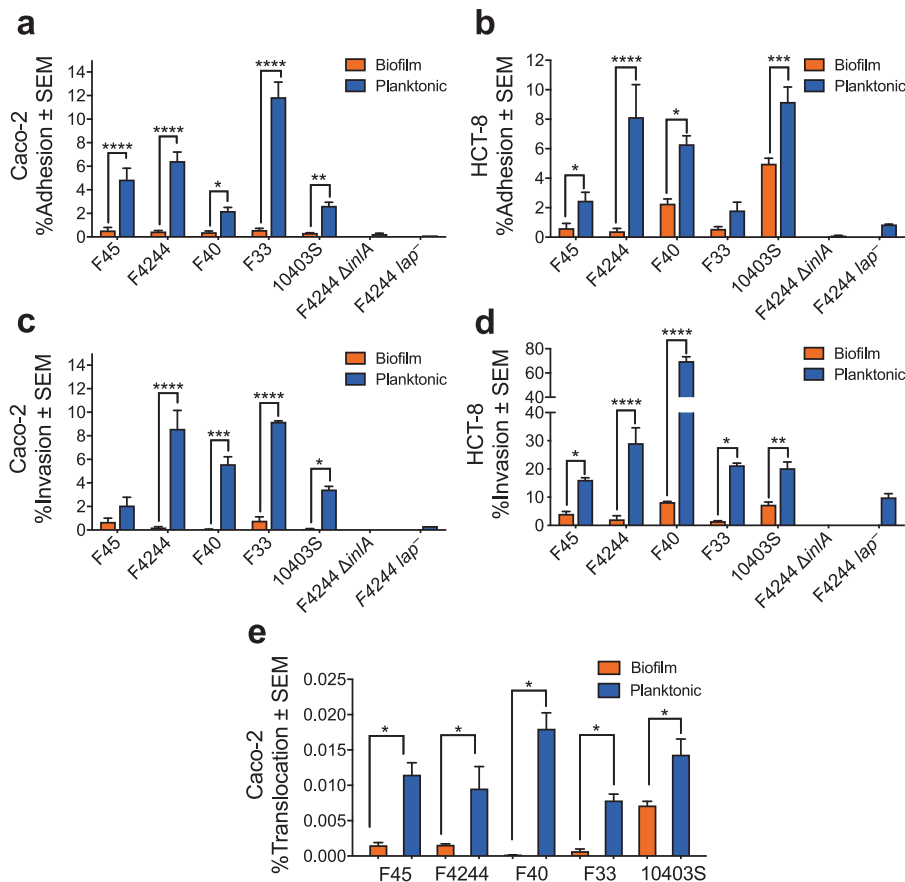 a
Caco-2
%Adhesion ± SEM
14
12
10
8
6
4
2
0
Biofilm
Planktonic
****
****
*
****
**
F45
F4244
F40
F33
10403S
F4244 ΔinlA
F4244 lap⁻
b
HCT-8
%Adhesion ± SEM
12
10
8
6
4
2
0
Biofilm
Planktonic
*
****
*
***
F45
F4244
F40
F33
10403S
F4244 ΔinlA
F4244 lap⁻
c
Caco-2
%Invasion ± SEM
14
12
10
8
6
4
2
0
Biofilm
Planktonic
****
***
****
*
F45
F4244
F40
F33
10403S
F4244 ΔinlA
F4244 lap⁻
d
HCT-8
%Invasion ± SEM
80
60
40
30
20
10
0
Biofilm
Planktonic
*
****
****
*
**
F45
F4244
F40
F33
10403S
F4244 ΔinlA
F4244 lap⁻
e
Caco-2
%Translocation ± SEM
0.025
0.020
0.015
0.010
0.005
0.000
Biofilm
Planktonic
*
*
*
*
*
F45
F4244
F40
F33
10403S